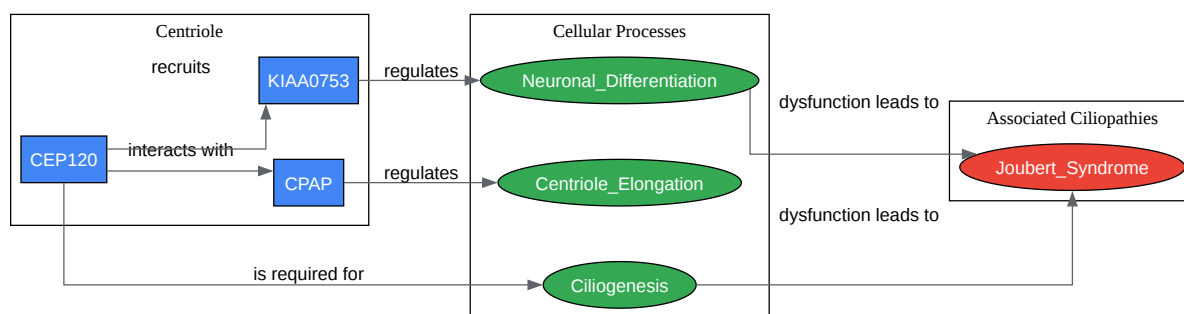 Centriole
Cellular Processes
recruits
KIAA0753
regulates
Neuronal_Differentiation
dysfunction leads to
Associated Ciliopathies
CEP120
interacts with
CPAP
regulates
Centriole_Elongation
Joubert_Syndrome
dysfunction leads to
is required for
Ciliogenesis